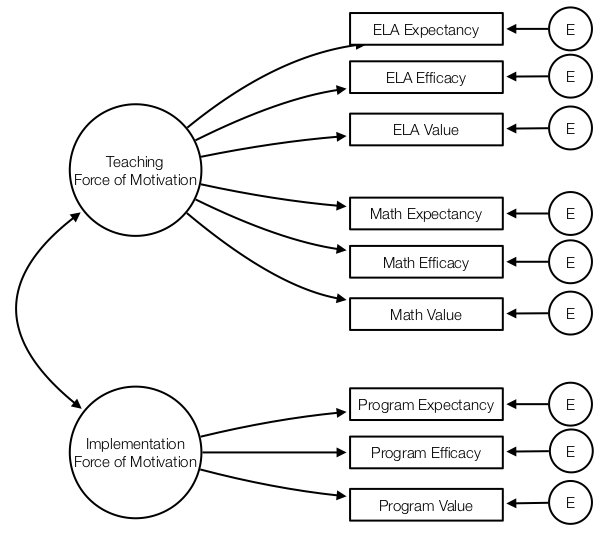 ELA Expectancy
E
ELA Efficacy
E
ELA Value
E
Teaching
Force of Motivation
Math Expectancy
E
Math Efficacy
E
Math Value
E
Program Expectancy
E
Implementation
Force of Motivation
Program Efficacy
E
Program Value
E